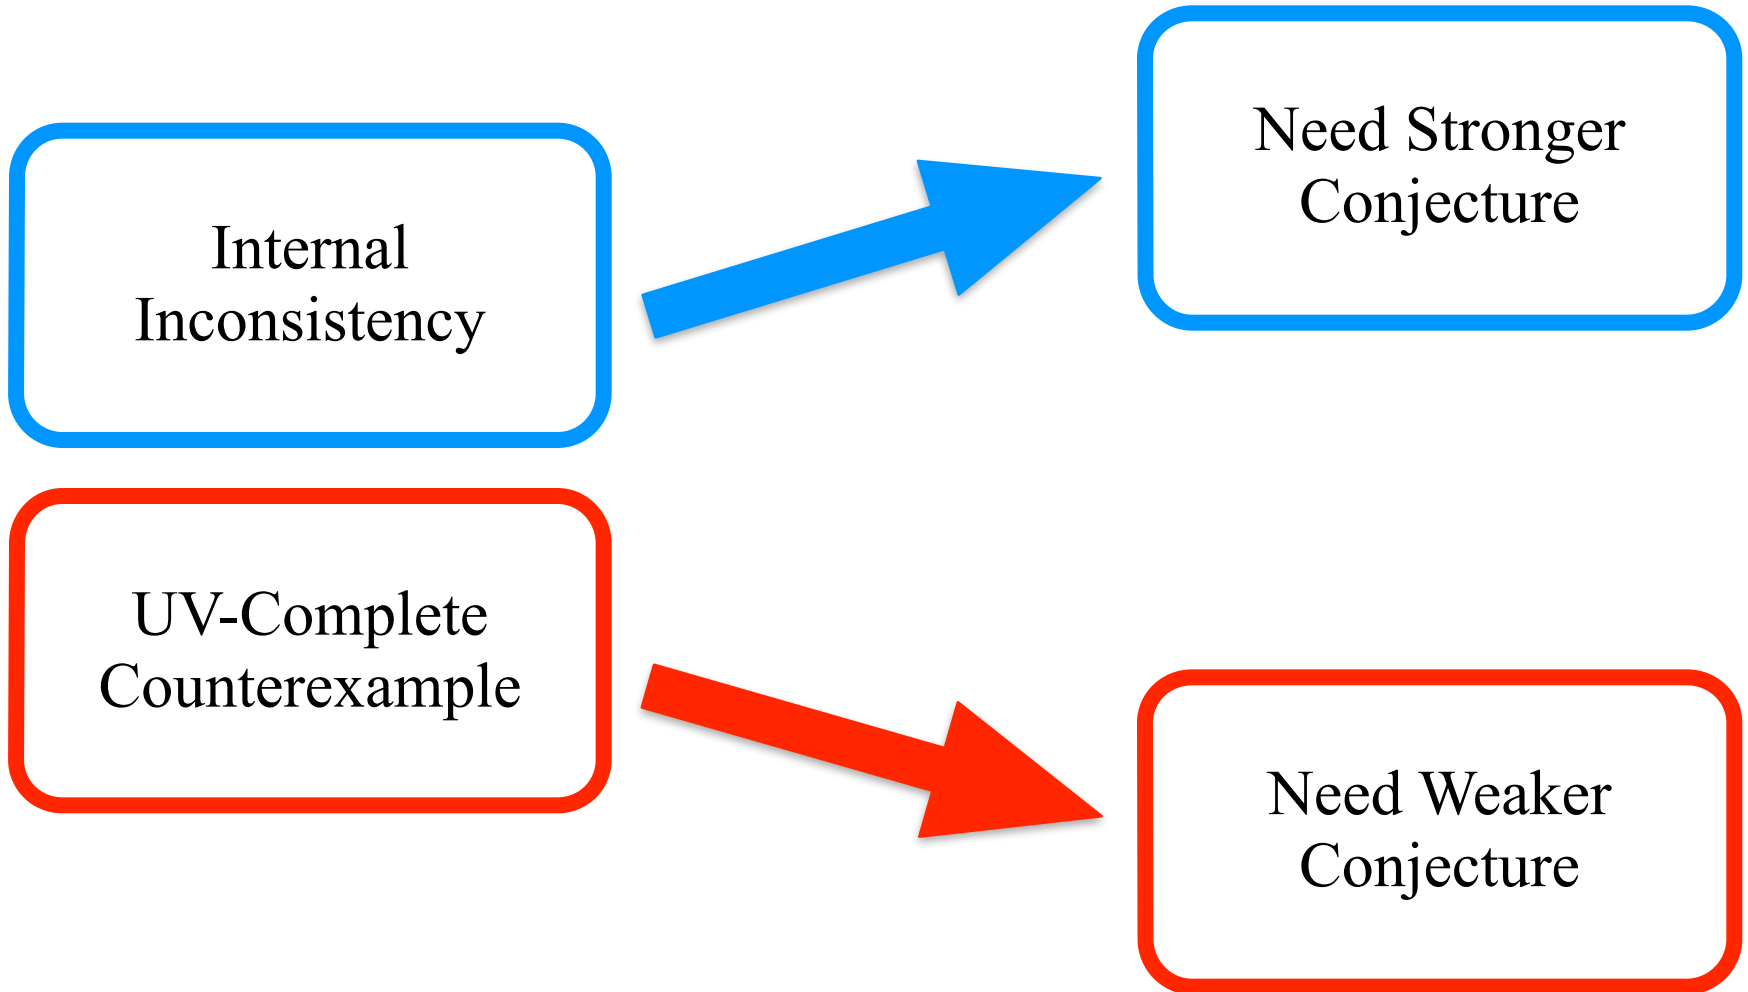 Internal
Inconsistency
Need Stronger
Conjecture
UV-Complete
Counterexample
Need Weaker
Conjecture